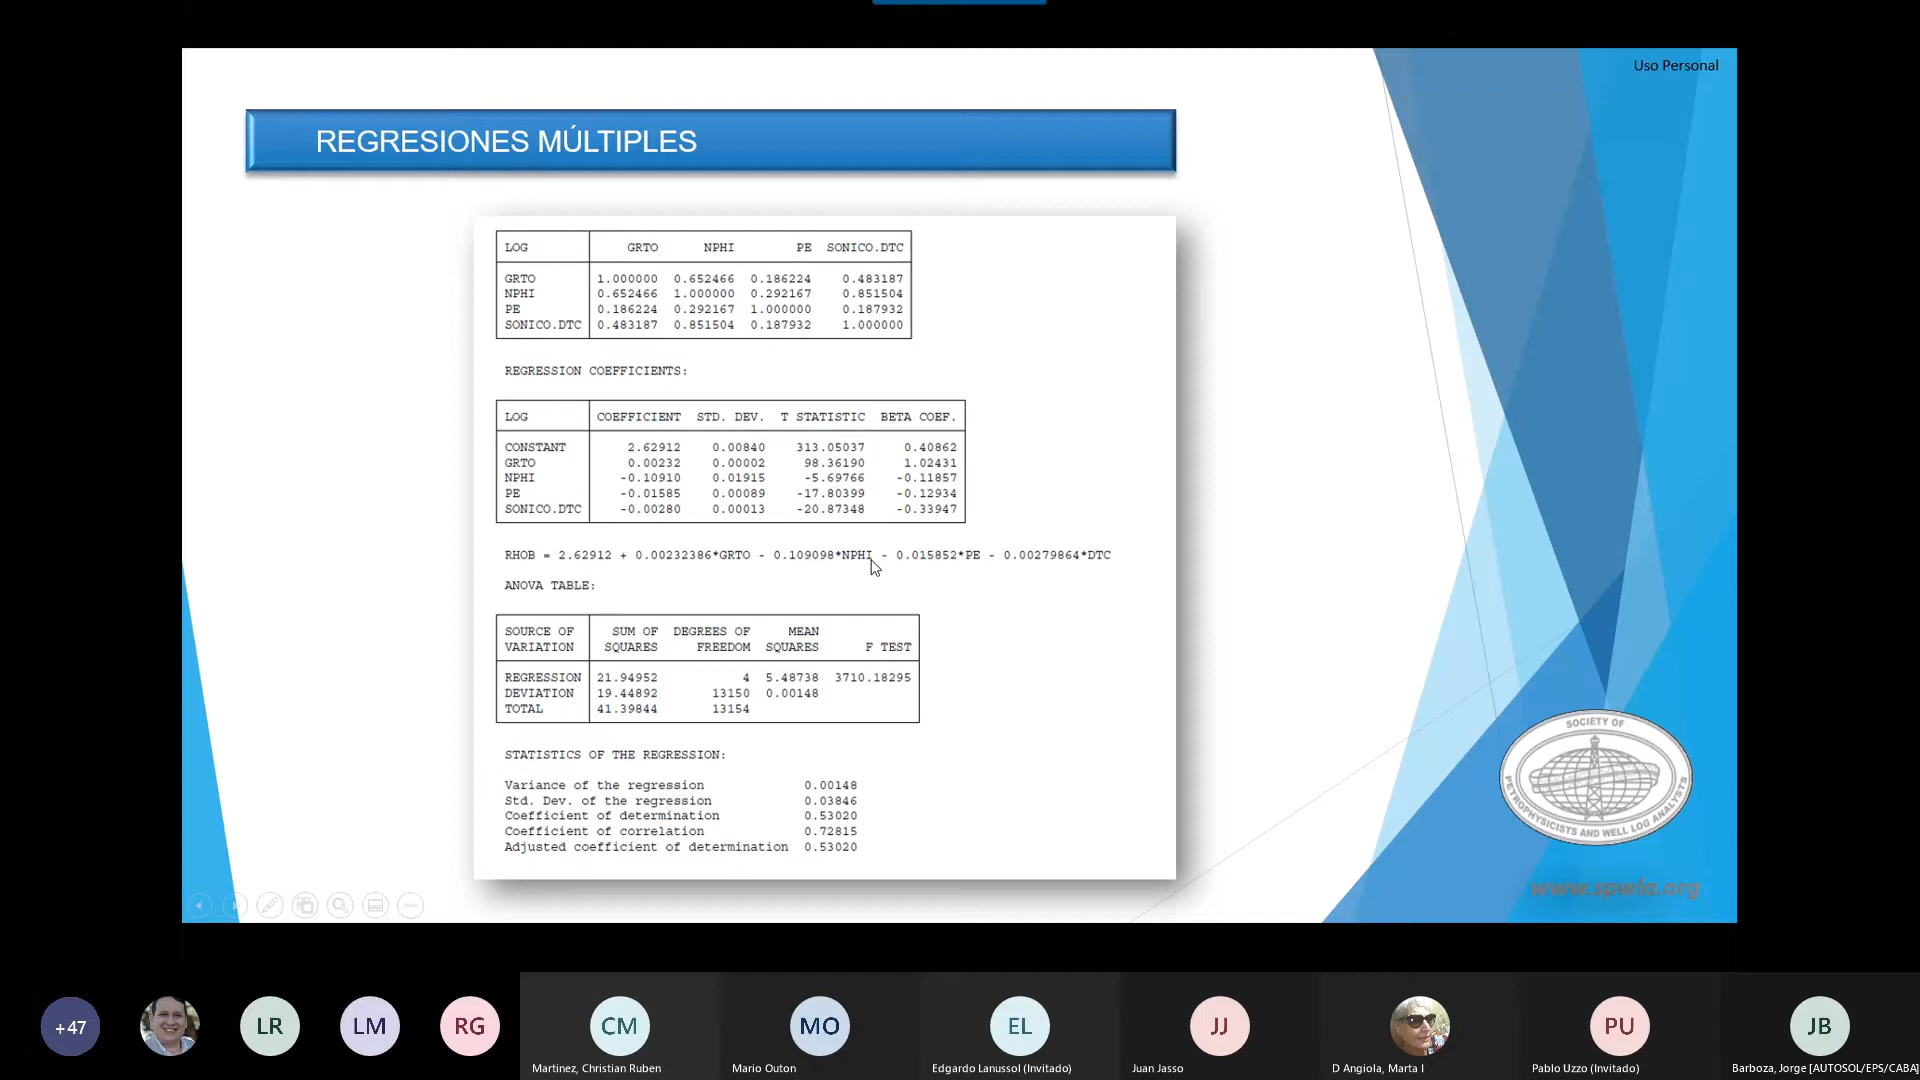 Uso Personal
REGRESIONES MÚLTIPLES
LOG GRTO NPHI PE SONICO.DTC
GRTO 1.000000 0.652466 0.186224 0.483187
NPHI 0.652466 1.000000 0.292167 0.851504
PE 0.186224 0.292167 1.000000 0.187932
SONICO.DTC 0.483187 0.851504 0.187932 1.000000
REGRESSION COEFFICIENTS:
LOG COEFFICIENT STD. DEV. T STATISTIC BETA COEF.
CONSTANT 2.62912 0.00840 313.05037 0.40862
GRTO 0.00232 0.00002 98.36190 1.02431
NPHI -0.10910 0.01915 -5.69766 -0.11857
PE -0.01585 0.00089 -17.80399 -0.12934
SONICO.DTC -0.00280 0.00013 -20.87348 -0.33947
RHOB = 2.62912 + 0.00232386*GRTO - 0.109098*NPHI - 0.015852*PE - 0.00279864*DTC
ANOVA TABLE:
SOURCE OF SUM OF DEGREES OF MEAN
VARIATION SQUARES FREEDOM SQUARES F TEST
REGRESSION 21.94952 4 5.48738 3710.18295
DEVIATION 19.44892 13150 0.00148
TOTAL 41.39844 13154
STATISTICS OF THE REGRESSION:
Variance of the regression 0.00148
Std. Dev. of the regression 0.03846
Coefficient of determination 0.53020
Coefficient of correlation 0.72815
Adjusted coefficient of determination 0.53020
SOCIETY OF
PETROPHYSICISTS AND WELL LOG ANALYSTS
www.spwla.org
+47
LR
LM
RG
CM
MO
EL
JJ
PU
JB
Martinez, Christian Ruben
Mario Outon
Edgardo Lanussol (Invitado)
Juan Jasso
D Angiola, Marta I
Pablo Uzzo (Invitado)
Barboza, Jorge [AUTOSOL/EPS/CABA]